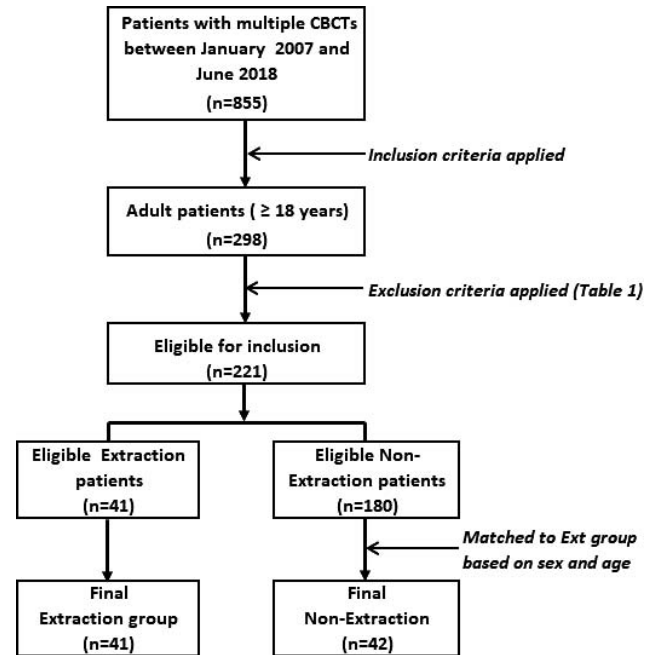 Patients with multiple CBCTs
between January 2007 and
June 2018
(n=855)
Inclusion criteria applied
Adult patients ( ≥ 18 years)
(n=298)
Exclusion criteria applied (Table 1)
Eligible for inclusion
(n=221)
Eligible Extraction
patients
(n=41)
Eligible Non-
Extraction patients
(n=180)
Matched to Ext group
based on sex and age
Final
Extraction group
(n=41)
Final
Non-Extraction
(n=42)